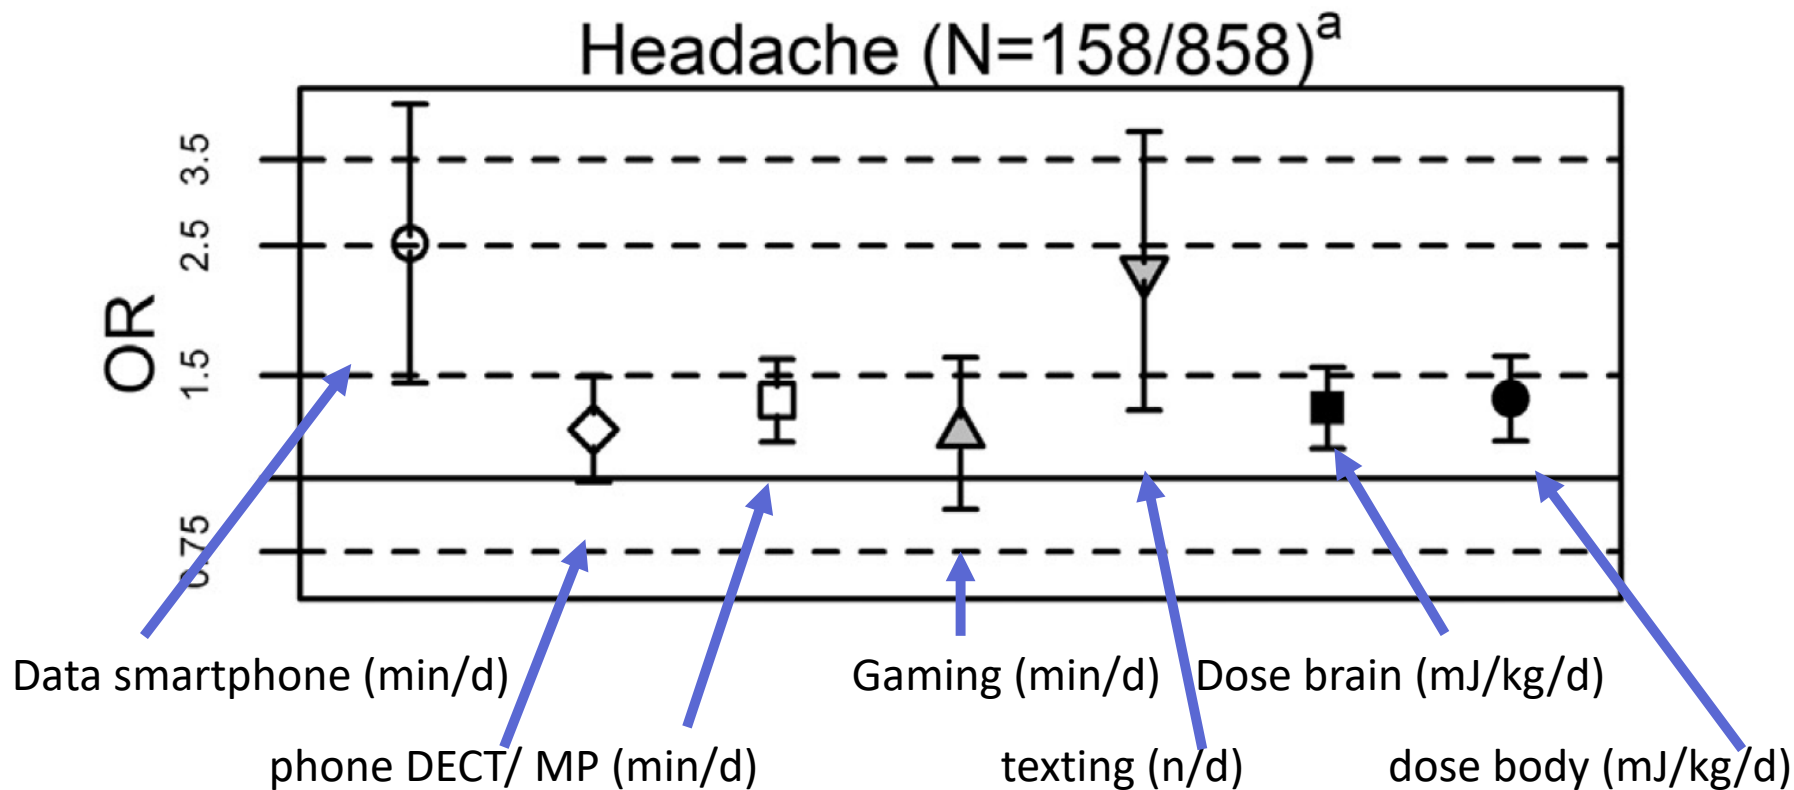 Headache (N=158/858)ᵃ
3.5
2.5
1.5
0.75
OR
Data smartphone (min/d)
Gaming (min/d)
Dose brain (mJ/kg/d)
phone DECT/ MP (min/d)
texting (n/d)
dose body (mJ/kg/d)